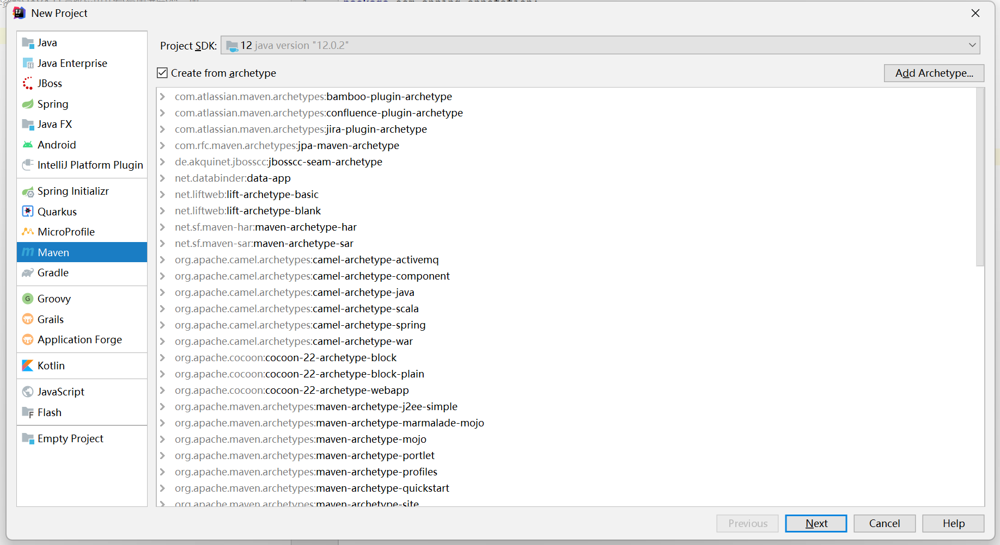 New Project
Java
Java Enterprise
JBoss
Spring
Java FX
Android
IntelliJ Platform Plugin
Spring Initializr
Quarkus
MicroProfile
Maven
Gradle
Groovy
Grails
Application Forge
Kotlin
JavaScript
Flash
Empty Project
Project SDK: 12 java version "12.0.2"
Create from archetype
Add Archetype...
com.atlassian.maven.archetypes:bamboo-plugin-archetype
com.atlassian.maven.archetypes:confluence-plugin-archetype
com.atlassian.maven.archetypes:jira-plugin-archetype
com.rfc.maven.archetypes:jpa-maven-archetype
de.akquinet.jbosscc:jbosscc-seam-archetype
net.databinder:data-app
net.liftweb:lift-archetype-basic
net.liftweb:lift-archetype-blank
net.sf.maven-har:maven-archetype-har
net.sf.maven-sar:maven-archetype-sar
org.apache.camel.archetypes:camel-archetype-activemq
org.apache.camel.archetypes:camel-archetype-component
org.apache.camel.archetypes:camel-archetype-java
org.apache.camel.archetypes:camel-archetype-scala
org.apache.camel.archetypes:camel-archetype-spring
org.apache.camel.archetypes:camel-archetype-war
org.apache.cocoon:cocoon-22-archetype-block
org.apache.cocoon:cocoon-22-archetype-block-plain
org.apache.cocoon:cocoon-22-archetype-webapp
org.apache.maven.archetypes:maven-archetype-j2ee-simple
org.apache.maven.archetypes:maven-archetype-marmalade-mojo
org.apache.maven.archetypes:maven-archetype-mojo
org.apache.maven.archetypes:maven-archetype-portlet
org.apache.maven.archetypes:maven-archetype-profiles
org.apache.maven.archetypes:maven-archetype-quickstart
org.apache.maven.archetypes:maven-archetype-site
Previous
Next
Cancel
Help